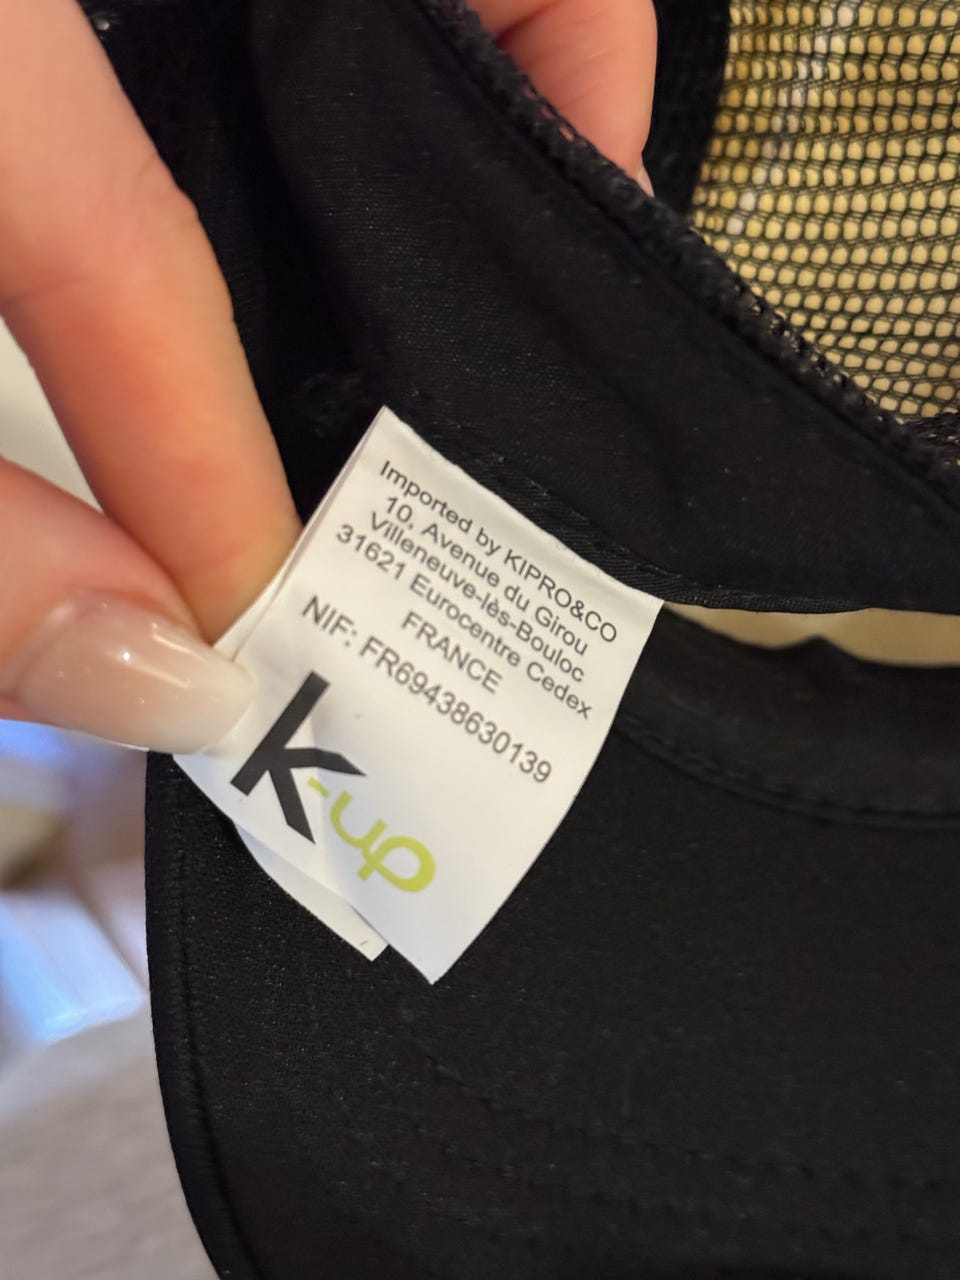 Imported by KIPRO&CO
10, Avenue du Girou
Villeneuve-lès-Bouloc
31621 Eurocentre Cedex
FRANCE
NIF: FR69438630139
K-up